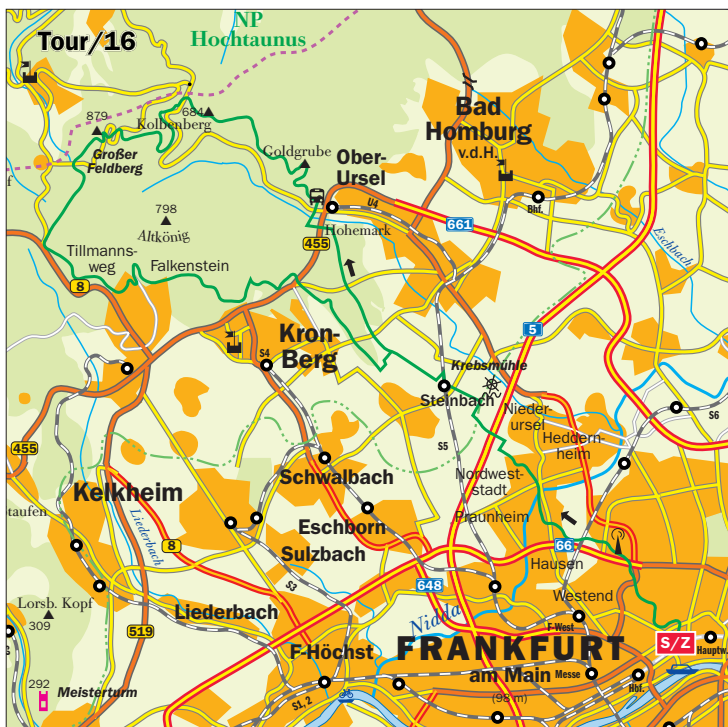 Tour/16
NP
Hochtaunus
879
684
Kolbenberg
Großer
Feldberg
Goldgrube
Ober-
Ursel
Bad
Homburg
v.d.H.
U4
Bhf.
798
Altkönig
Hohemark
455
661
Eschbach
Tillmanns-
weg
Falkenstein
8
5
Kron-
Berg
S4
Krebsmühle
Steinbach
S6
Nieder-
ursel
Heddern-
heim
S5
455
Schwalbach
Nordwest-
stadt
Kelkheim
Eschborn
Praunheim
taufen
Liederbach
Sulzbach
8
66
Hausen
S3
648
Westend
Lorsb. Kopf
309
Liederbach
Nidda
F-West
519
F-Höchst
FRANKFURT
am Main
Messe
S/Z
Hauptw.
Hbf.
292
Meisterturm
S1, 2
(98 m)